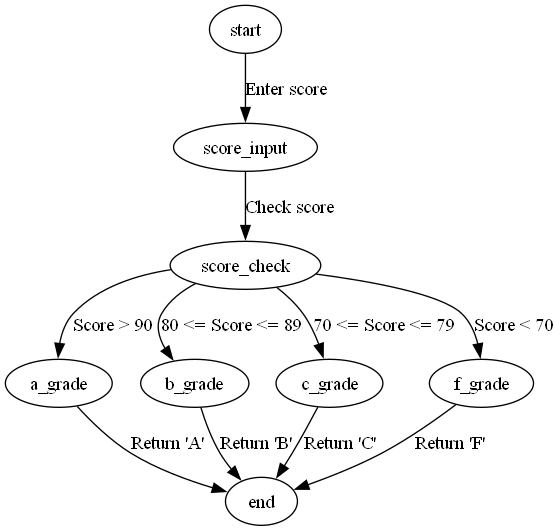 start
Enter score
score_input
Check score
score_check
Score > 90
80 <= Score <= 89
70 <= Score <= 79
Score < 70
a_grade
b_grade
c_grade
f_grade
Return 'A'
Return 'B'
Return 'C'
Return 'F'
end